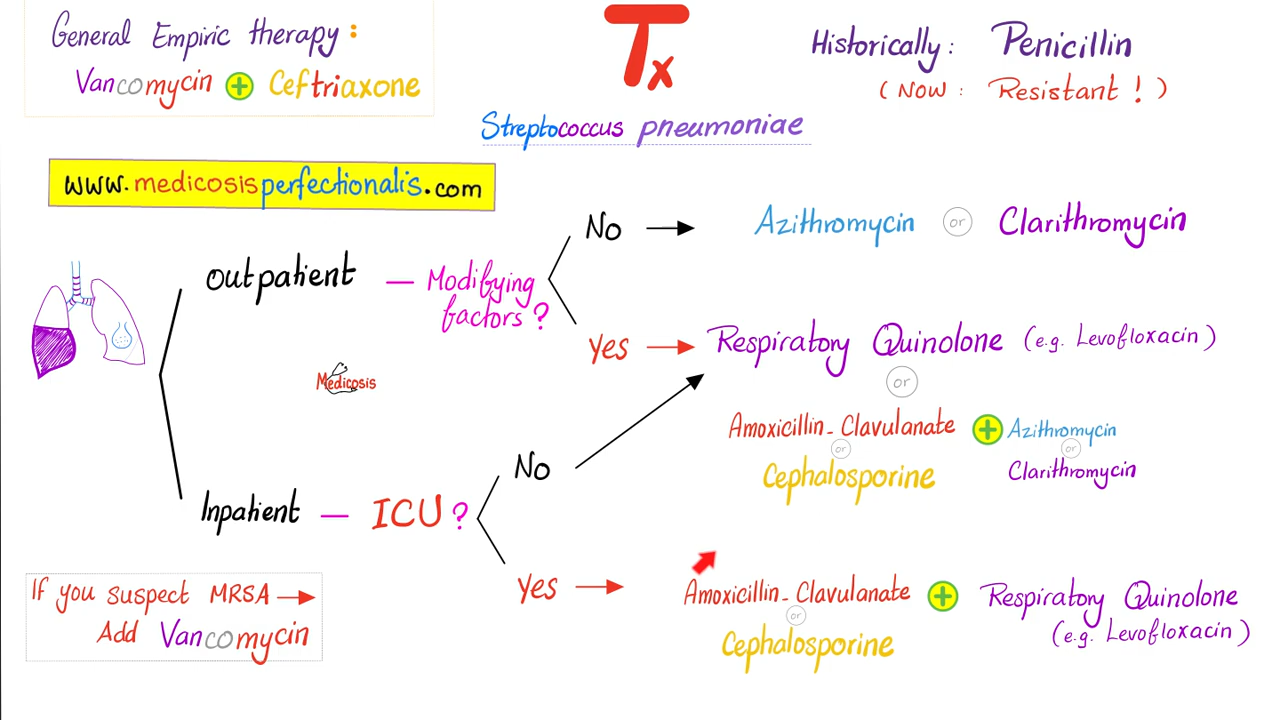 General Empiric therapy:
Vancomycin + Ceftriaxone
Tx
Streptococcus pneumoniae
Historically: Penicillin
(Now: Resistant!)
www.medicosisperfectionalis.com
Outpatient — Modifying factors?
No → Azithromycin or Clarithromycin
Yes → Respiratory Quinolone (e.g. Levofloxacin)
or
Amoxicillin-Clavulanate + Azithromycin
or or
Cephalosporine Clarithromycin
Medicosis
Inpatient — ICU?
No
Yes → Amoxicillin-Clavulanate + Respiratory Quinolone
or (e.g. Levofloxacin)
Cephalosporine
If you suspect MRSA →
Add Vancomycin